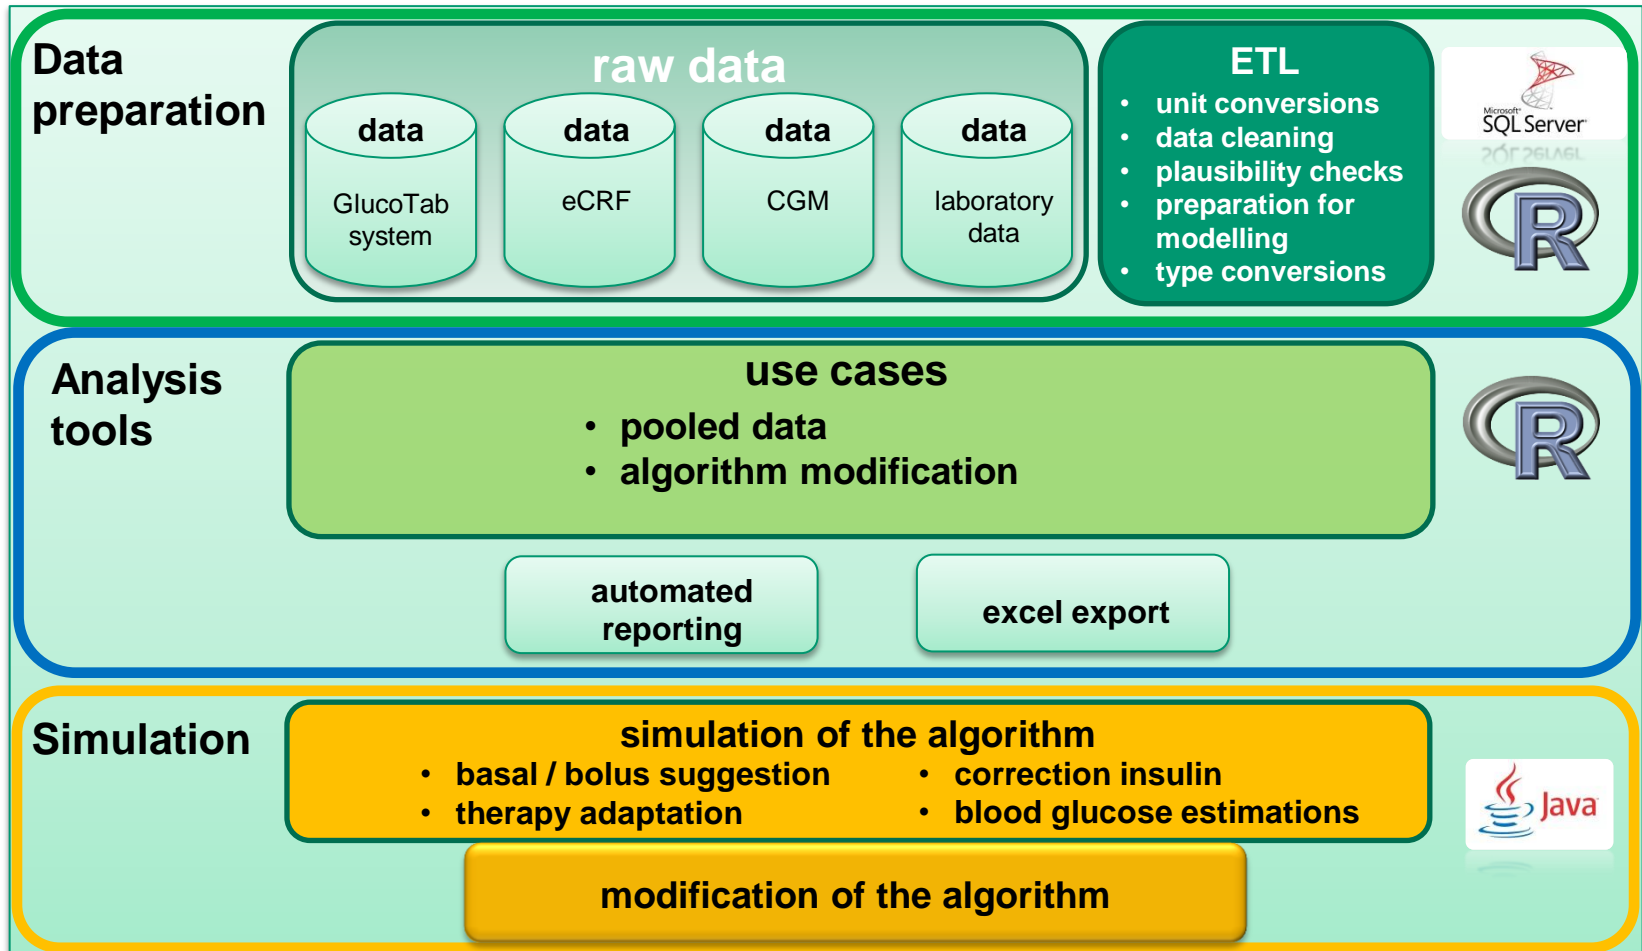 Data
preparation
raw data
data
GlucoTab
system
data
eCRF
data
CGM
data
laboratory
data
ETL
• unit conversions
• data cleaning
• plausibility checks
• preparation for
modelling
• type conversions
Microsoft®
SQL Server®
R
Analysis
tools
use cases
• pooled data
• algorithm modification
R
automated
reporting
excel export
Simulation
simulation of the algorithm
• basal / bolus suggestion
• therapy adaptation
• correction insulin
• blood glucose estimations
Java
modification of the algorithm